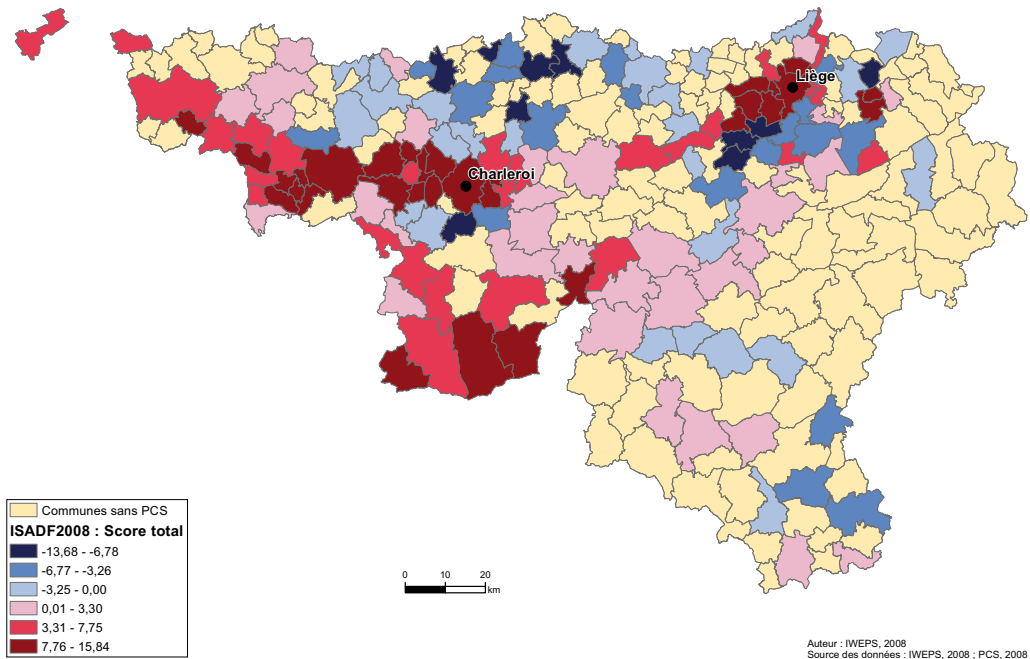 Liège
Charleroi
Communes sans PCS
ISADF2008 : Score total
-13,68 - -6,78
-6,77 - -3,26
-3,25 - 0,00
0,01 - 3,30
3,31 - 7,75
7,76 - 15,84
0 10 20
km
Auteur : IWEPS, 2008
Source des données : IWEPS, 2008 ; PCS, 2008